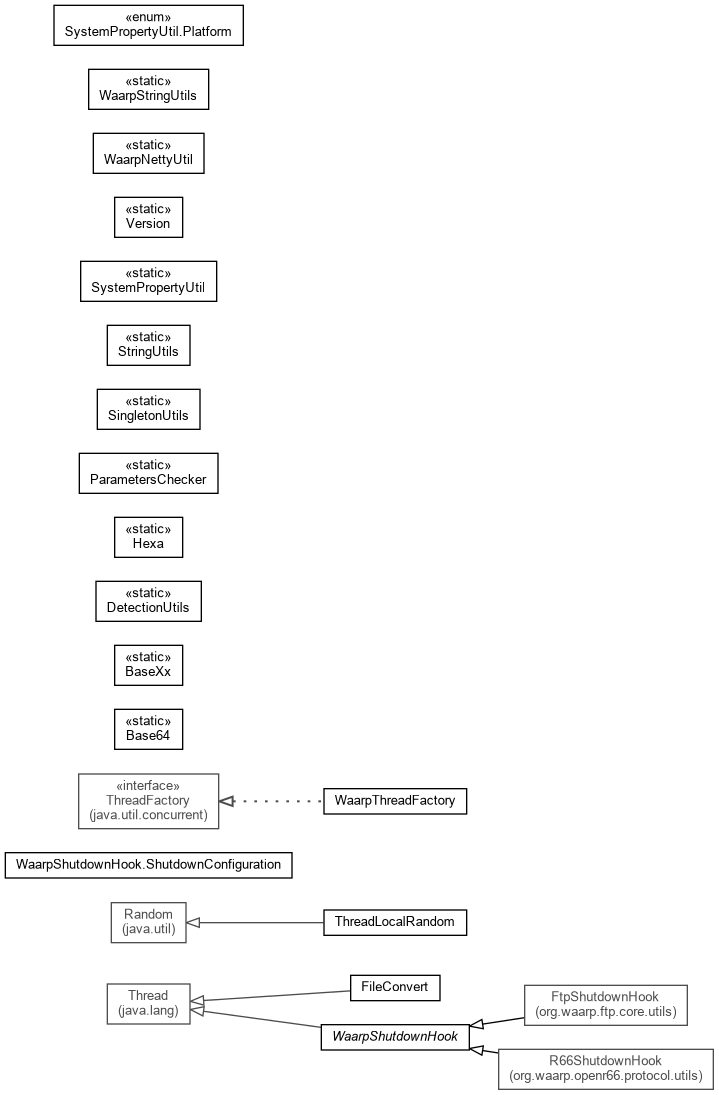 «enum»
SystemPropertyUtil.Platform
«static»
WaarpStringUtils
«static»
WaarpNettyUtil
«static»
Version
«static»
SystemPropertyUtil
«static»
StringUtils
«static»
SingletonUtils
«static»
ParametersChecker
«static»
Hexa
«static»
DetectionUtils
«static»
BaseXx
«static»
Base64
«interface»
ThreadFactory
(java.util.concurrent)
WaarpThreadFactory
WaarpShutdownHook.ShutdownConfiguration
Random
(java.util)
ThreadLocalRandom
Thread
(java.lang)
FileConvert
WaarpShutdownHook
FtpShutdownHook
(org.waarp.ftp.core.utils)
R66ShutdownHook
(org.waarp.openr66.protocol.utils)